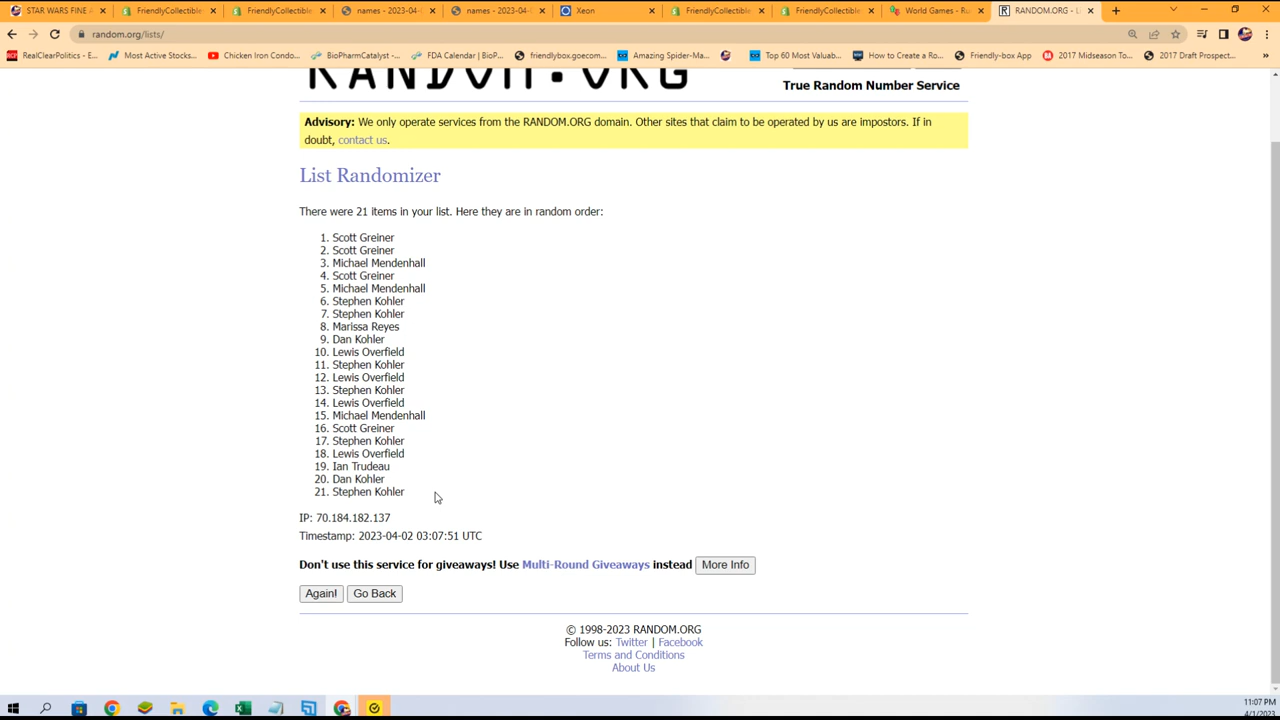 STAR WARS FINE A
FriendlyCollectible
FriendlyCollectible
names - 2023-04-
names - 2023-04-
Xeon
FriendlyCollectible
FriendlyCollectible
World Games - Ru
RANDOM.ORG - L
random.org/lists/
RealClearPolitics - E...
Most Active Stocks...
Chicken Iron Condo...
BioPharmCatalyst -...
FDA Calendar | BioP...
friendlybox.goecom...
Amazing Spider-Ma...
Top 60 Most Valuab...
How to Create a Ro...
Friendly-box App
2017 Midseason To...
2017 Draft Prospect...
RANDOM.ORG
True Random Number Service
Advisory: We only operate services from the RANDOM.ORG domain. Other sites that claim to be operated by us are impostors. If in
doubt, contact us.
List Randomizer
There were 21 items in your list. Here they are in random order:
1. Scott Greiner
2. Scott Greiner
3. Michael Mendenhall
4. Scott Greiner
5. Michael Mendenhall
6. Stephen Kohler
7. Stephen Kohler
8. Marissa Reyes
9. Dan Kohler
10. Lewis Overfield
11. Stephen Kohler
12. Lewis Overfield
13. Stephen Kohler
14. Lewis Overfield
15. Michael Mendenhall
16. Scott Greiner
17. Stephen Kohler
18. Lewis Overfield
19. Ian Trudeau
20. Dan Kohler
21. Stephen Kohler
IP: 70.184.182.137
Timestamp: 2023-04-02 03:07:51 UTC
Don't use this service for giveaways! Use Multi-Round Giveaways instead More Info
Again! Go Back
© 1998-2023 RANDOM.ORG
Follow us: Twitter | Facebook
Terms and Conditions
About Us
11:07 PM
4/1/2023